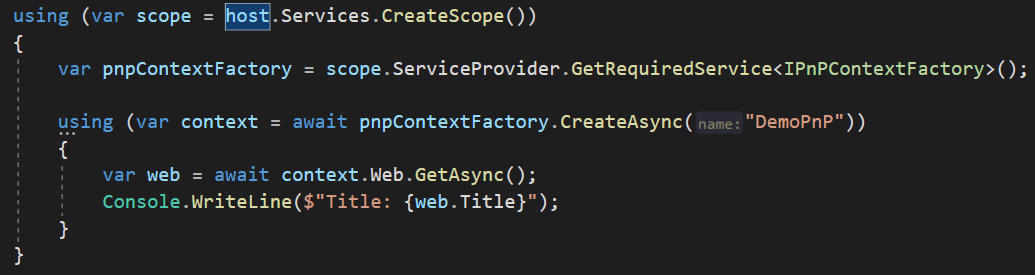 using (var scope = host.Services.CreateScope())
{
    var pnpContextFactory = scope.ServiceProvider.GetRequiredService<IPnPContextFactory>();

    using (var context = await pnpContextFactory.CreateAsync(name:"DemoPnP"))
    {
        var web = await context.Web.GetAsync();
        Console.WriteLine($"Title: {web.Title}");
    }
}